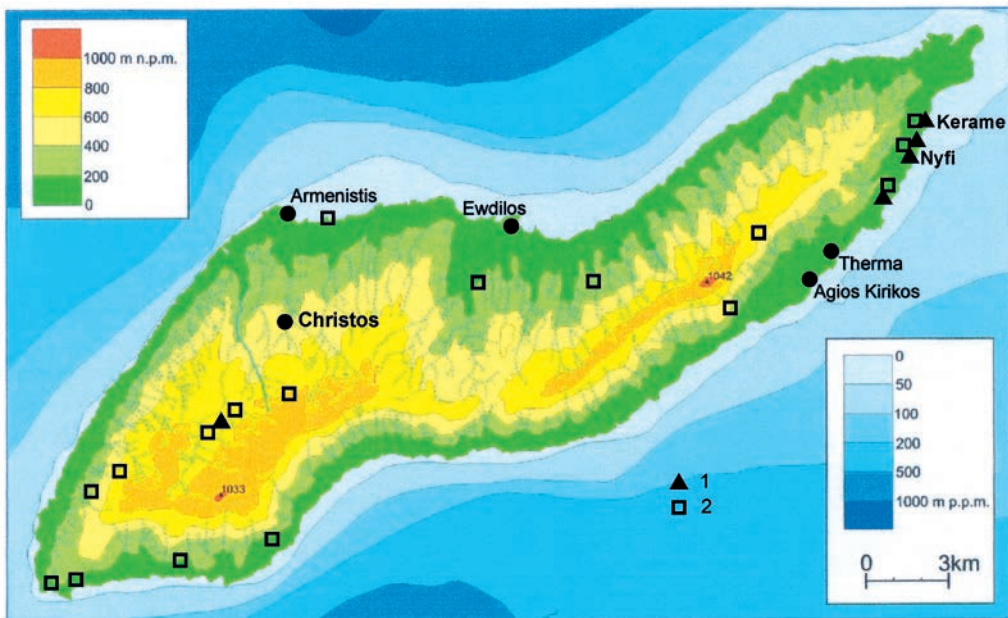 1000 m n.p.m.
800
600
400
200
0
Kerame
Nyfi
Armenistis
Ewdilos
1042
Therma
Agios Kirikos
Christos
1033
1
2
0
50
100
200
500
1000 m p.p.m.
0 3km